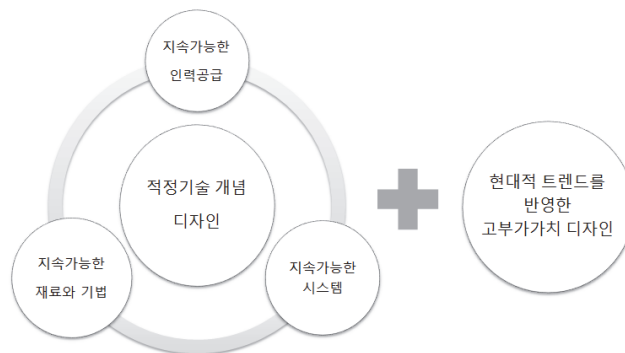 지속가능한
인력공급
적정기술 개념
디자인
지속가능한
재료와 기법
지속가능한
시스템
현대적 트렌드를
반영한
고부가가치 디자인